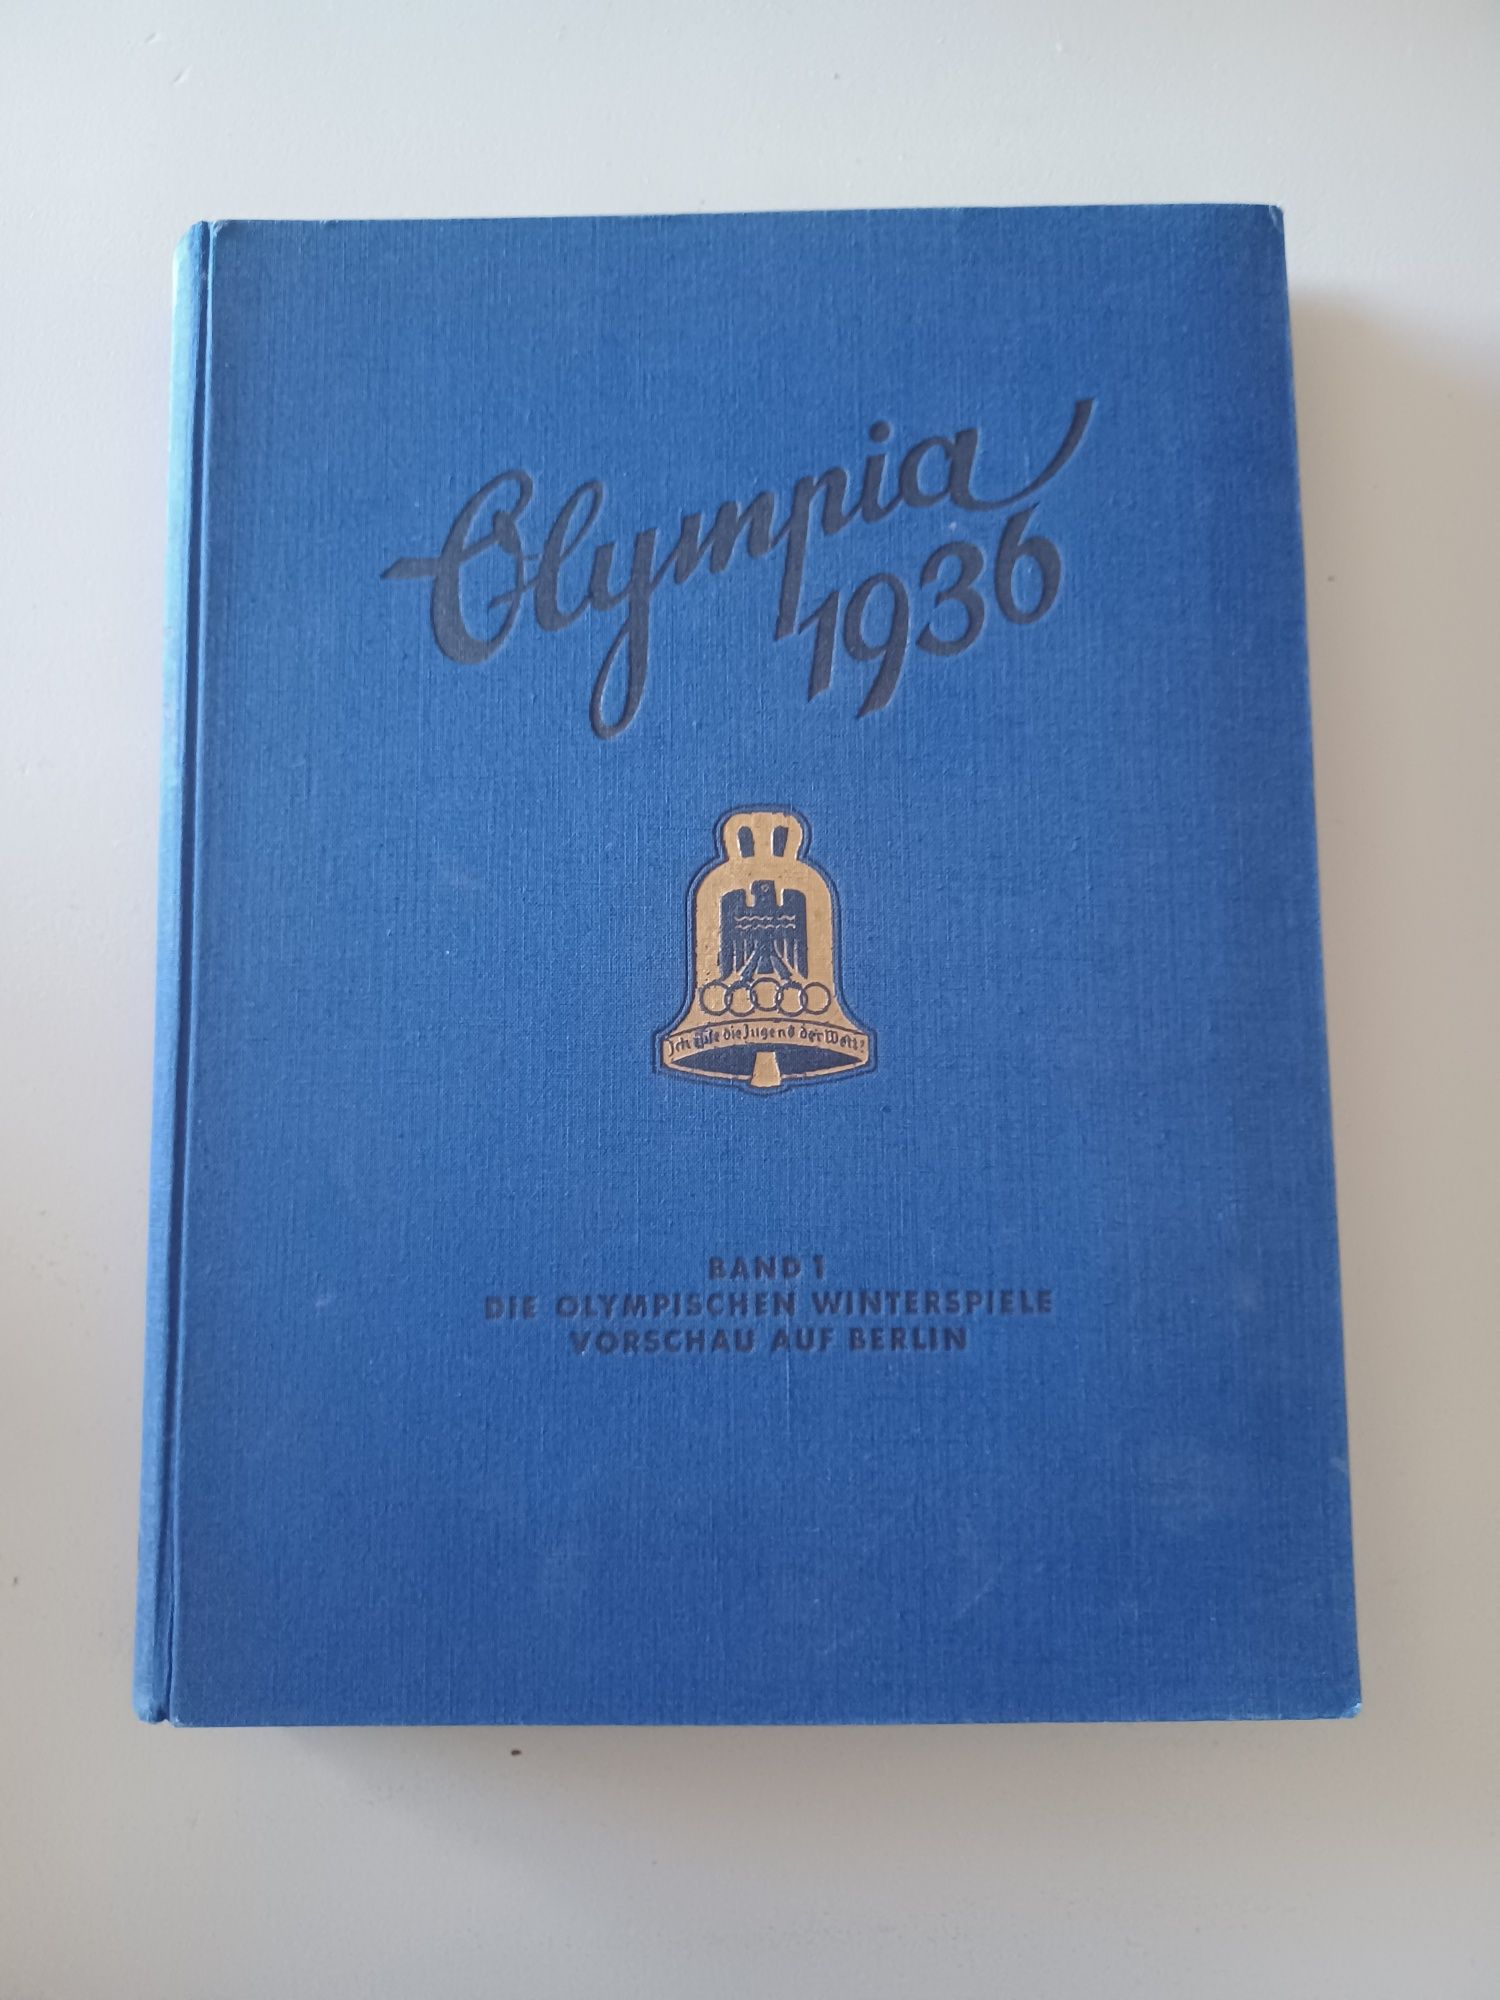 Olympia
1936
Ich rufe die Jugend der Welt!
BAND 1
DIE OLYMPISCHEN WINTERSPIELE
VORSCHAU AUF BERLIN